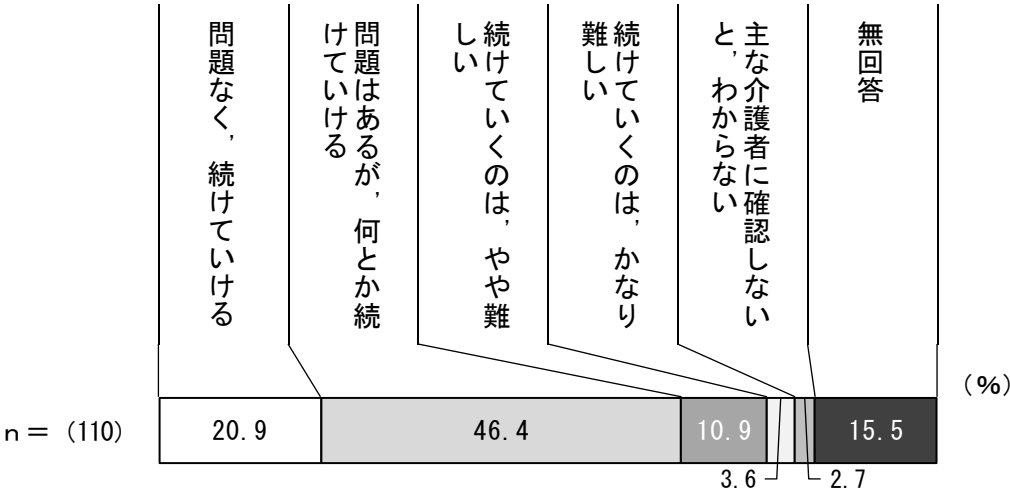 問題なく，続けていける
問題はあるが，何とか続
けていける
続けていくのは，やや難
しい
続けていくのは，かなり
難しい
主な介護者に確認しない
と，わからない
無回答
（%）
n＝（110）
20.9
46.4
10.9
3.6
2.7
15.5